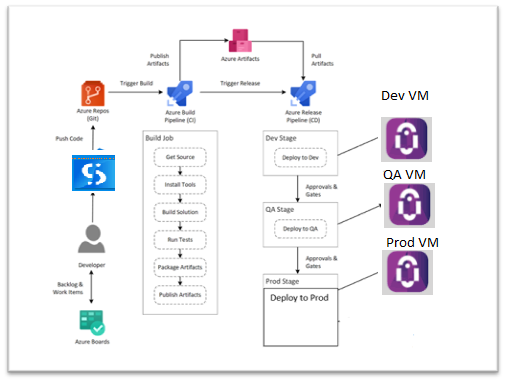 Publish
Artifacts
Azure Artifacts
Pull
Artifacts
Trigger Build
Trigger Release
Azure Repos
(Git)
Azure Build
Pipeline (CI)
Azure Release
Pipeline (CD)
Dev VM
Push Code
Build Job
Get Source
Install Tools
Build Solution
Run Tests
Package Artifacts
Publish Artifacts
Dev Stage
Deploy to Dev
Approvals &
Gates
QA VM
QA Stage
Deploy to QA
Approvals &
Gates
Prod VM
Prod Stage
Deploy to Prod
Developer
Backlog &
Work Items
Azure Boards